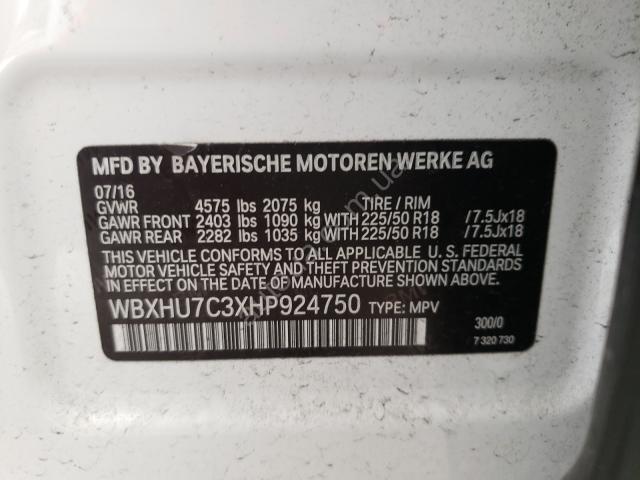 MFD BY BAYERISCHE MOTOREN WERKE AG
07/16
GVWR 4575 lbs 2075 kg TIRE / RIM
GAWR FRONT 2403 lbs 1090 kg WITH 225/50 R18 /7.5Jx18
GAWR REAR 2282 lbs 1035 kg WITH 225/50 R18 /7.5Jx18
THIS VEHICLE CONFORMS TO ALL APPLICABLE U. S. FEDERAL
MOTOR VEHICLE SAFETY, BUMPER, AND THEFT PREVENTION
STANDARDS IN EFFECT ON THE DATE OF MANUFACTURE SHOWN
ABOVE.
WBXHU7C3XHP924750 TYPE: MPV
300/0
7 320 730